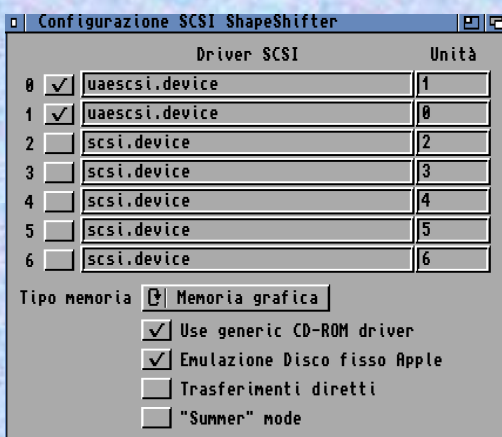 Configurazione SCSI ShapeShifter
Driver SCSI Unità
0 uaescsi.device 1
1 uaescsi.device 0
2 scsi.device 2
3 scsi.device 3
4 scsi.device 4
5 scsi.device 5
6 scsi.device 6
Tipo memoria Memoria grafica
Use generic CD-ROM driver
Emulazione Disco fisso Apple
Trasferimenti diretti
"Summer" mode